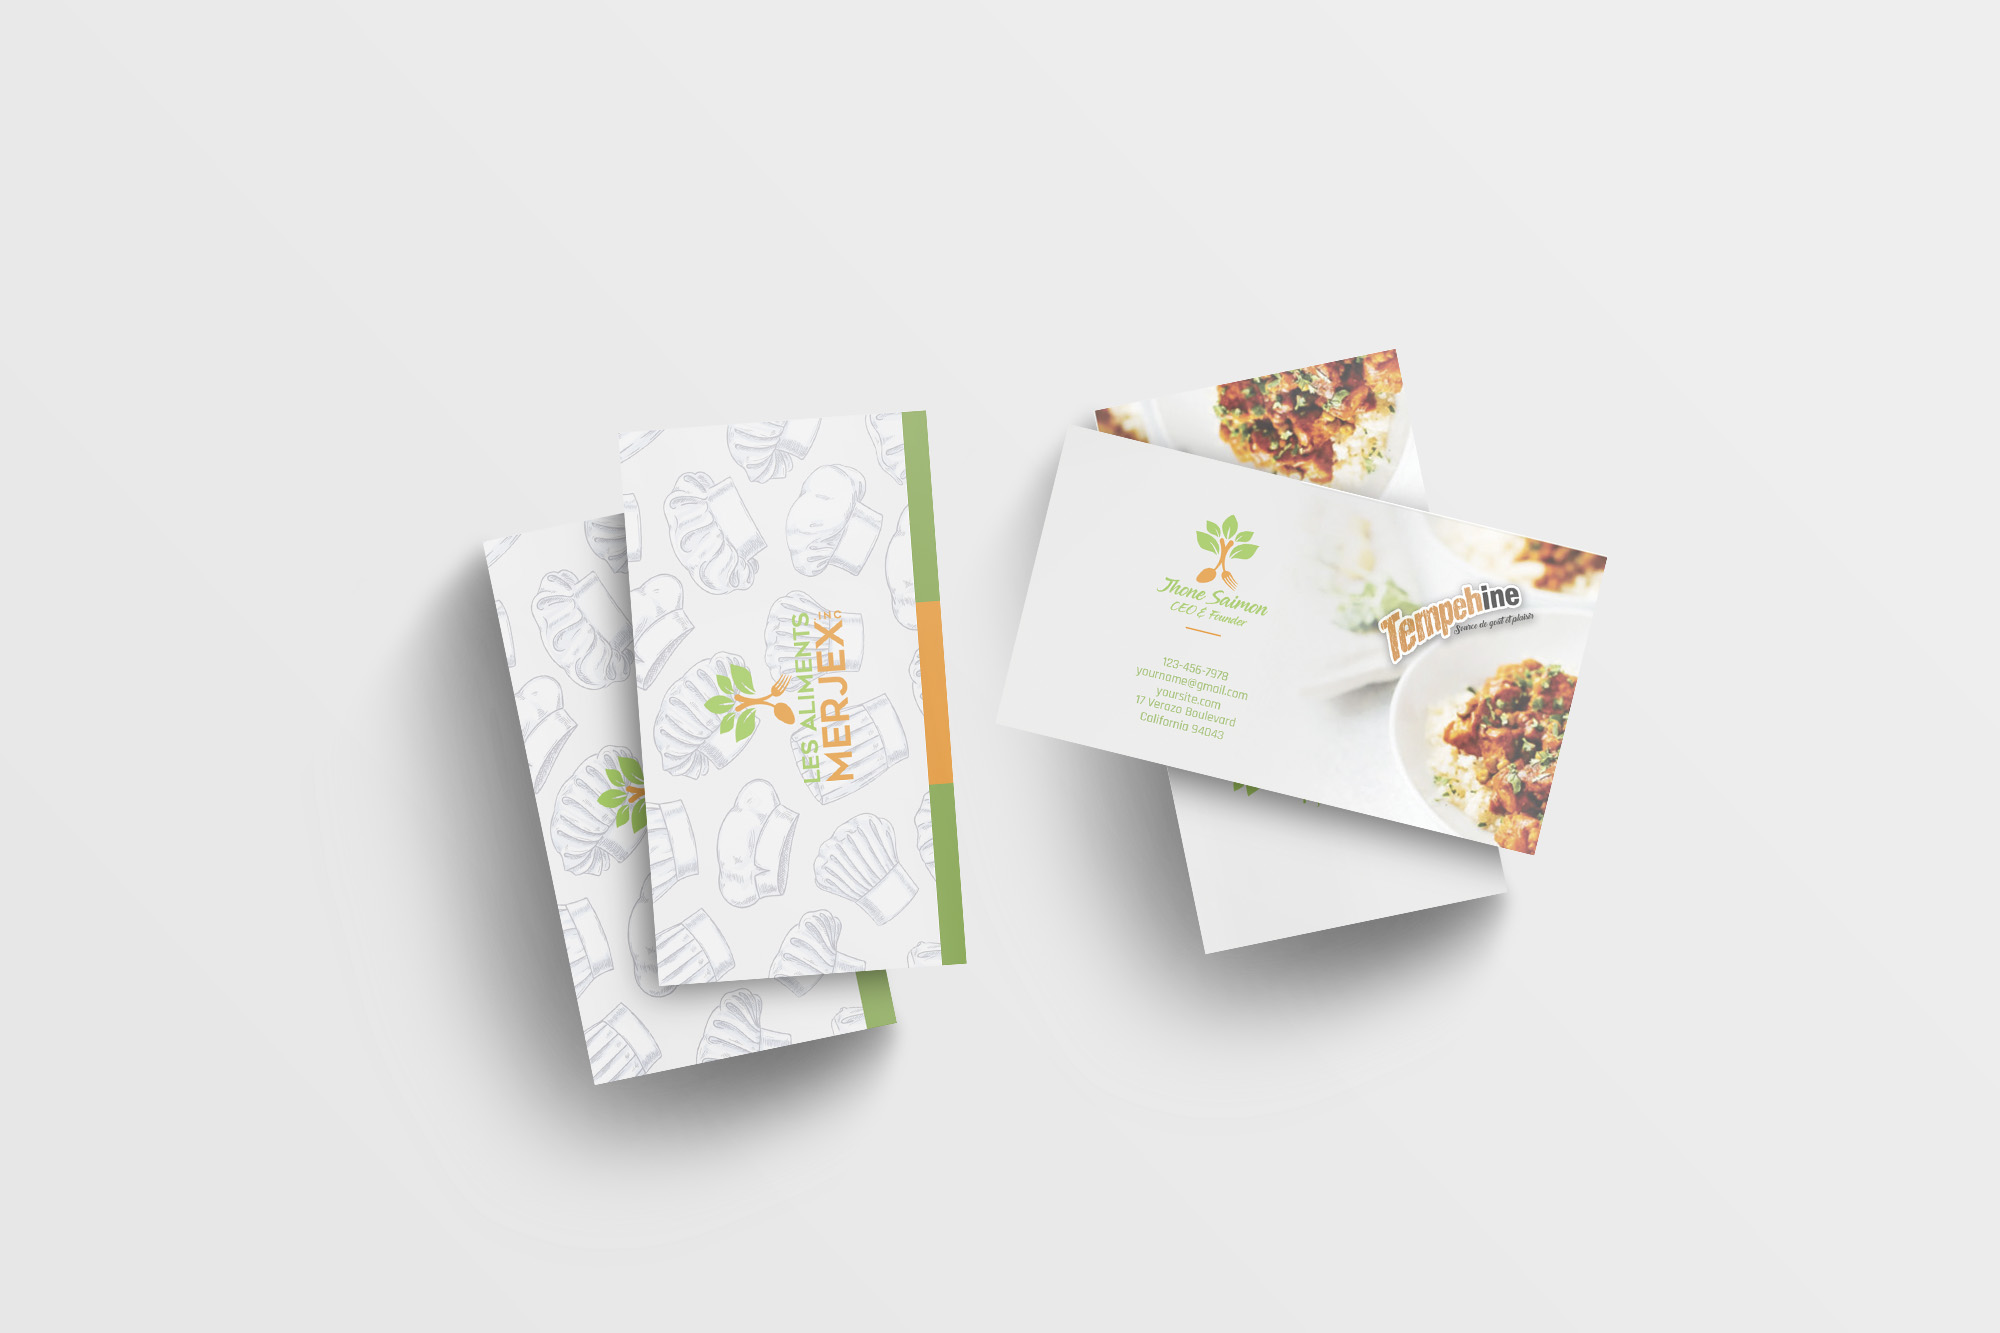 LES ALIMENTS
MERJEX INC
Jhone Saimon
CEO & Founder
123-456-7978
yourname@gmail.com
yoursite.com
17 Verazo Boulevard
California 94043
Tempehine
Source de goût et plaisir